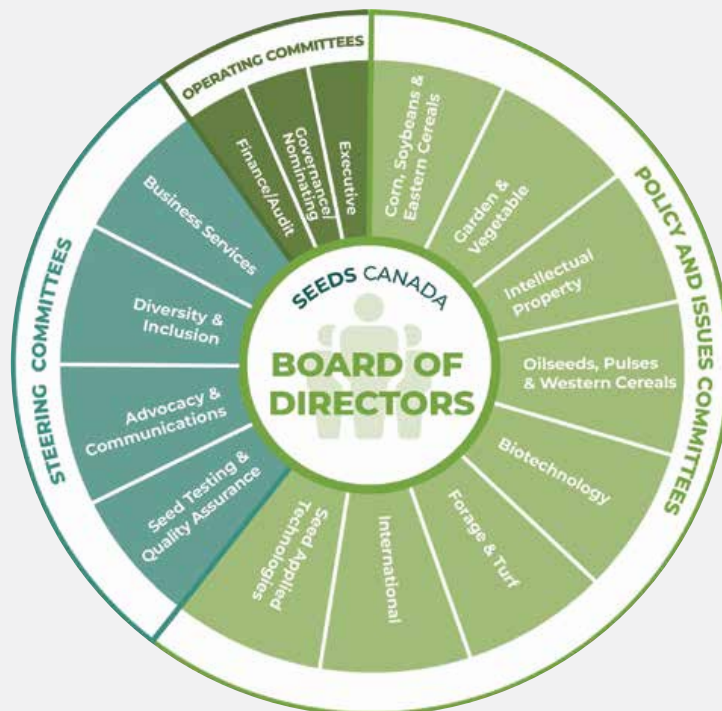 OPERATING COMMITTEES
Finance/Audit
Governance/
Nominating
Executive
POLICY AND ISSUES COMMITTEES
Corn, Soybeans &
Eastern Cereals
Garden &
Vegetable
Intellectual
Property
Oilseeds, Pulses
& Western Cereals
Biotechnology
Forage & Turf
International
Seed Applied
Technologies
STEERING COMMITTEES
Business Services
Diversity &
Inclusion
Advocacy &
Communications
Seed Testing &
Quality Assurance
SEEDS CANADA
BOARD OF
DIRECTORS